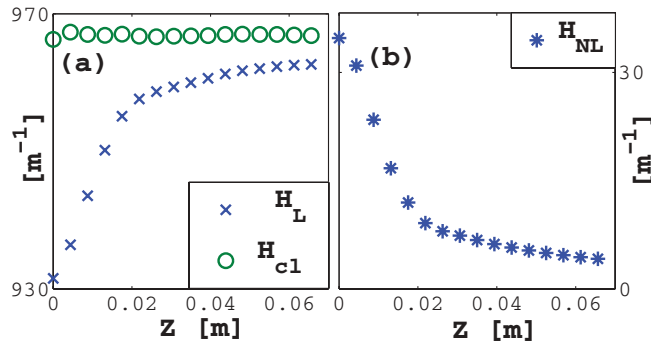 970
(a)
[m⁻¹]
H_L
H_cl
930
0 0.02 0.04 0.06
Z [m]
(b)
H_NL
30
[m⁻¹]
0
0 0.02 0.04 0.06
Z [m]